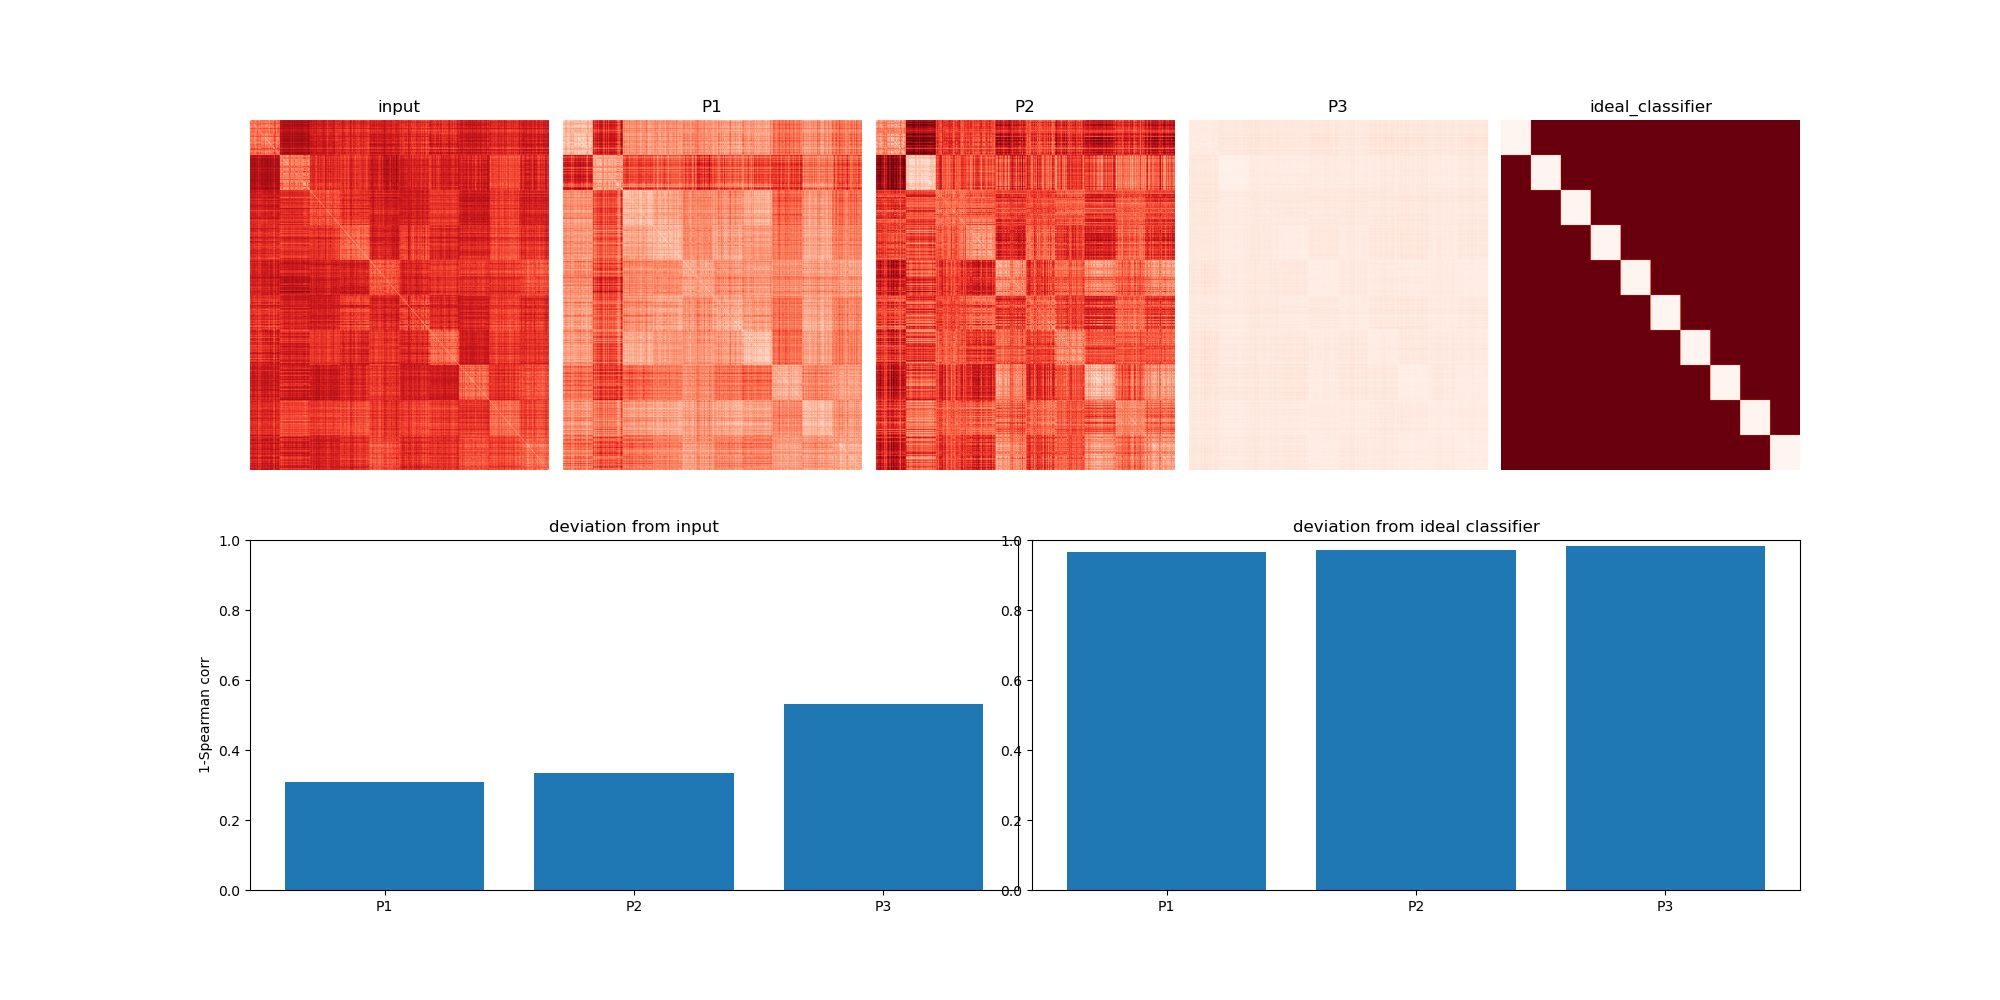 input
P1
P2
P3
ideal_classifier
deviation from input
1-Spearman corr
1.0
0.8
0.6
0.4
0.2
0.0
P1
P2
P3
deviation from ideal classifier
1.0
0.8
0.6
0.4
0.2
0.0
P1
P2
P3